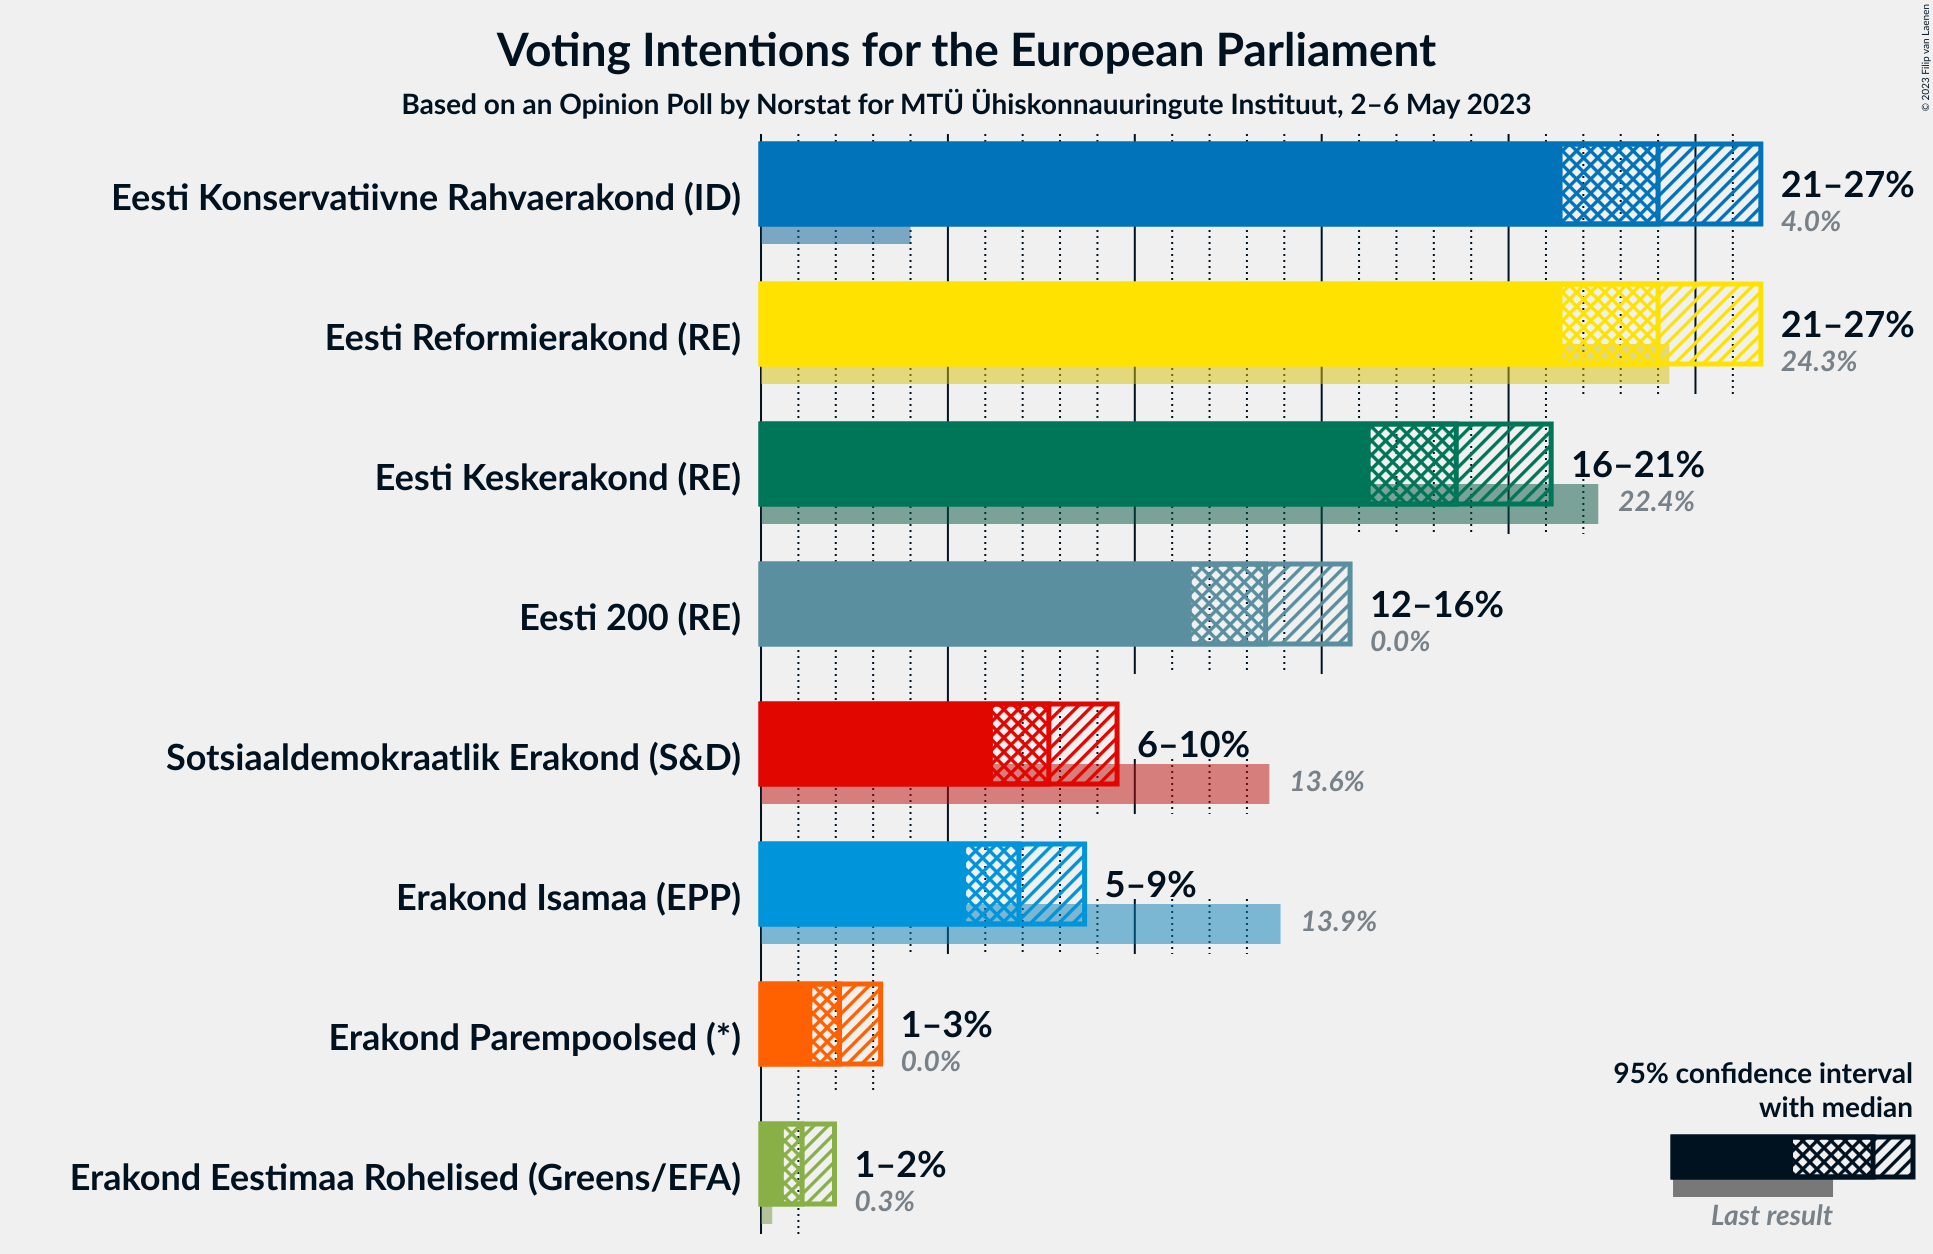 Voting Intentions for the European Parliament
Based on an Opinion Poll by Norstat for MTÜ Ühiskonnauuringute Instituut, 2–6 May 2023
© 2023 Filip van Laenen
Eesti Konservatiivne Rahvaerakond (ID)
21–27%
4.0%
Eesti Reformierakond (RE)
21–27%
24.3%
Eesti Keskerakond (RE)
16–21%
22.4%
Eesti 200 (RE)
12–16%
0.0%
Sotsiaaldemokraatlik Erakond (S&D)
6–10%
13.6%
Erakond Isamaa (EPP)
5–9%
13.9%
Erakond Parempoolsed (*)
1–3%
0.0%
Erakond Eestimaa Rohelised (Greens/EFA)
1–2%
0.3%
95% confidence interval
with median
Last result